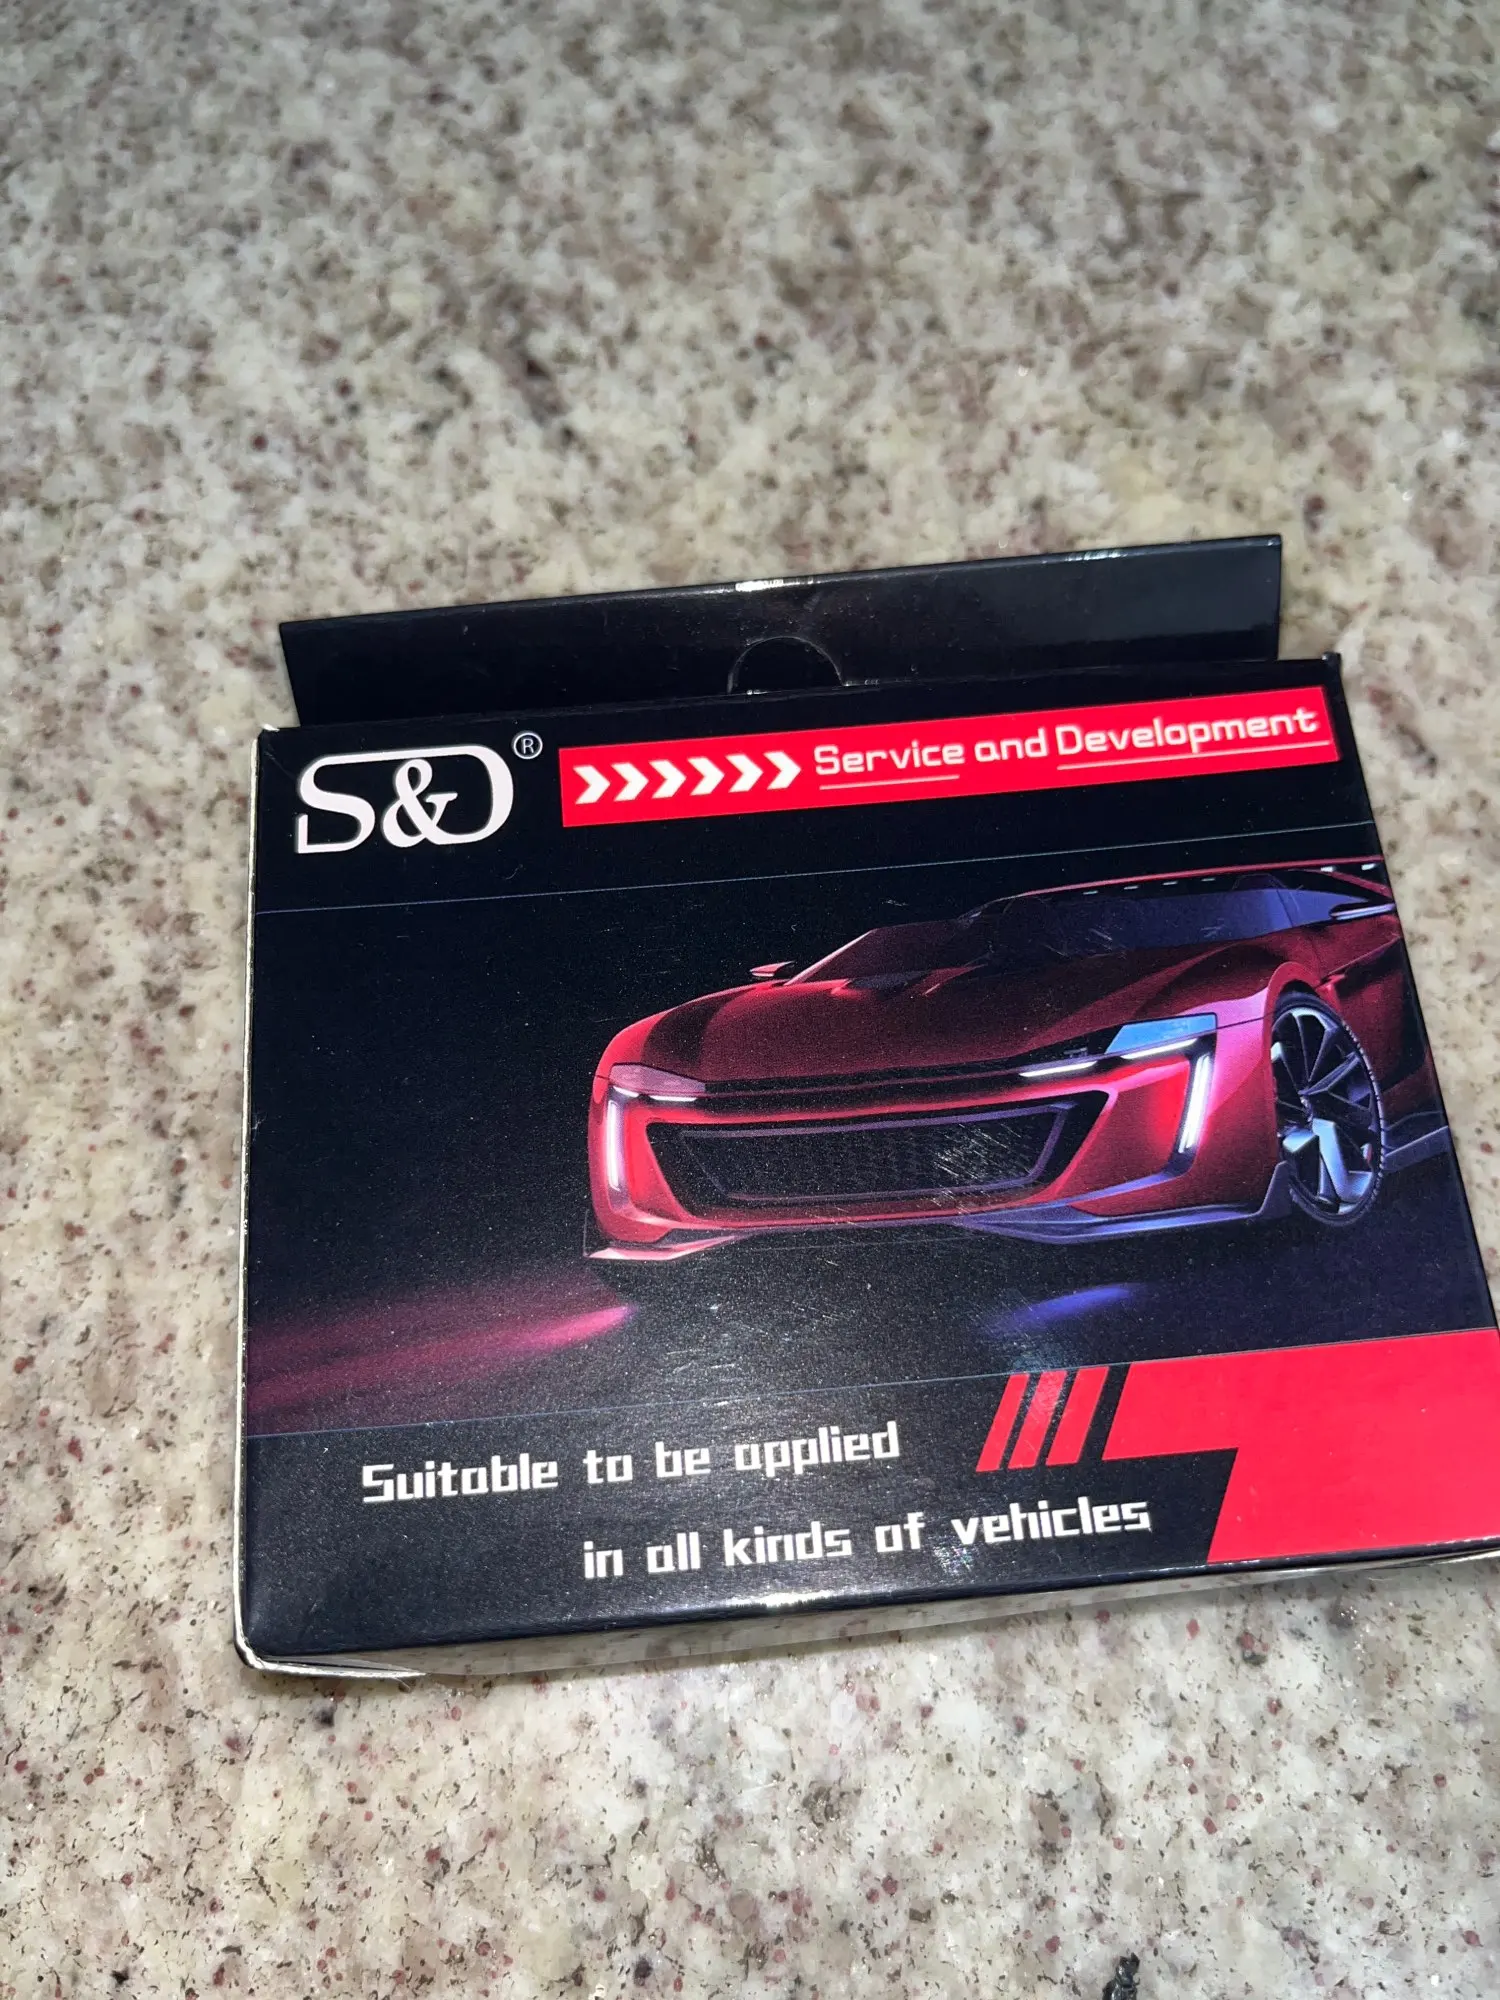 S&D®
Service and Development
Suitable to be applied
in all kinds of vehicles